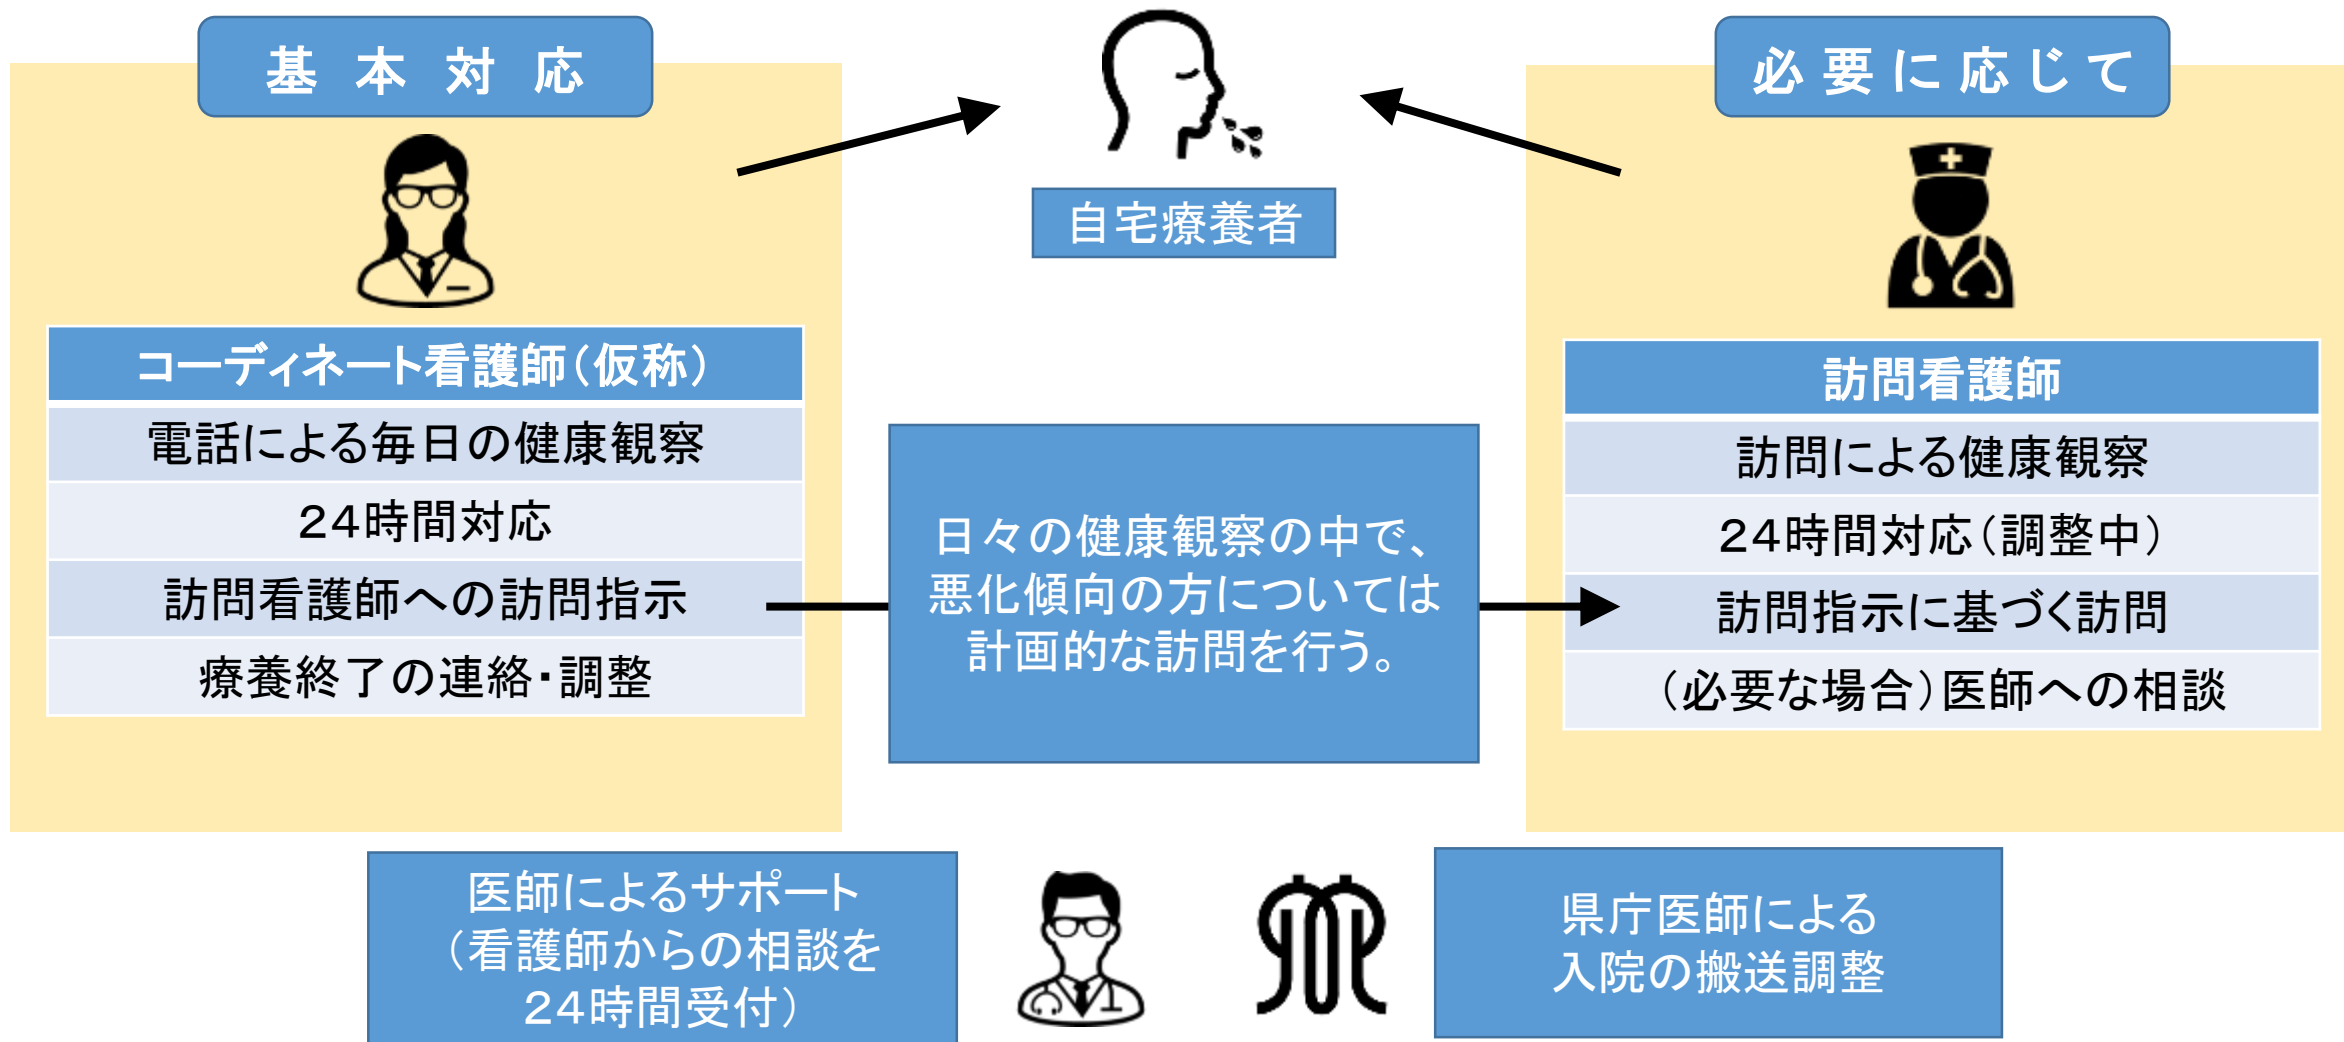 基本対応
必要に応じて
自宅療養者
コーディネート看護師（仮称）
電話による毎日の健康観察
２４時間対応
訪問看護師への訪問指示
療養終了の連絡・調整
日々の健康観察の中で、
悪化傾向の方については
計画的な訪問を行う。
訪問看護師
訪問による健康観察
２４時間対応（調整中）
訪問指示に基づく訪問
（必要な場合）医師への相談
医師によるサポート
（看護師からの相談を
２４時間受付）
県庁医師による
入院の搬送調整